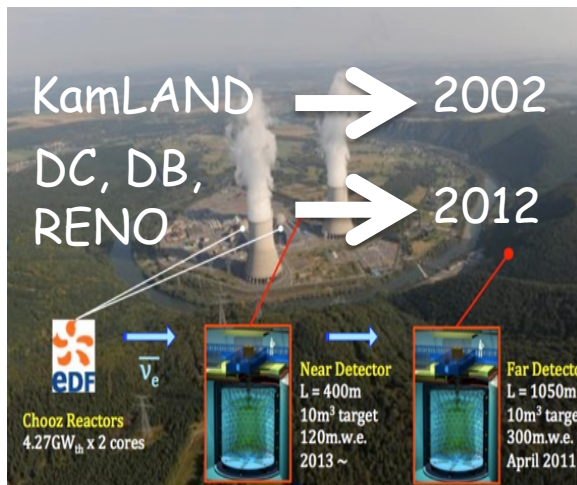 KamLAND
2002
DC, DB,
RENO
2012
eDF
ν̅ₑ
Chooz Reactors
4.27GWth x 2 cores
Near Detector
L = 400m
10m³ target
120m.w.e.
2013 ~
Far Detecto
L = 1050m
10m³ targe
300m.w.e.
April 2011